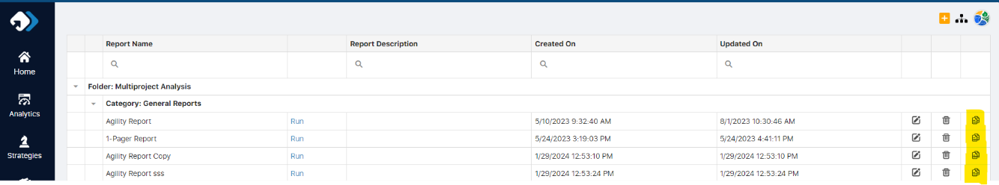 Home
Analytics
Strategies
Report Name Report Description Created On Updated On
Folder: Multiproject Analysis
Category: General Reports
Agility Report Run 5/10/2023 9:32:40 AM 8/1/2023 10:30:46 AM
1-Pager Report Run 5/24/2023 3:19:03 PM 5/24/2023 4:41:11 PM
Agility Report Copy Run 1/29/2024 12:53:10 PM 1/29/2024 12:53:10 PM
Agility Report sss Run 1/29/2024 12:53:24 PM 1/29/2024 12:53:24 PM